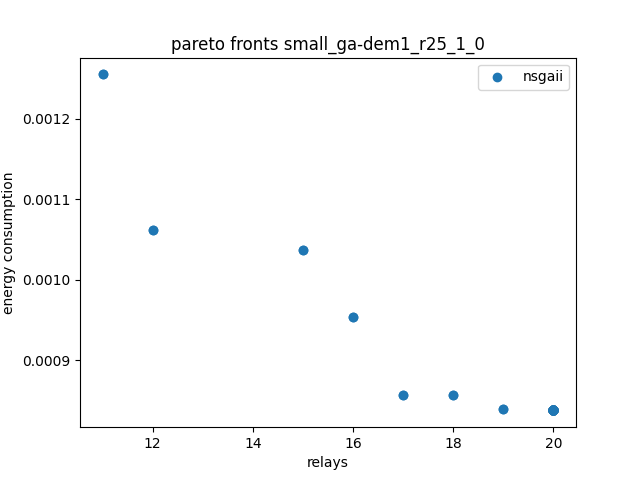 pareto fronts small_ga-dem1_r25_1_0
nsgaii
energy consumption
0.0012
0.0011
0.0010
0.0009
12 14 16 18 20
relays